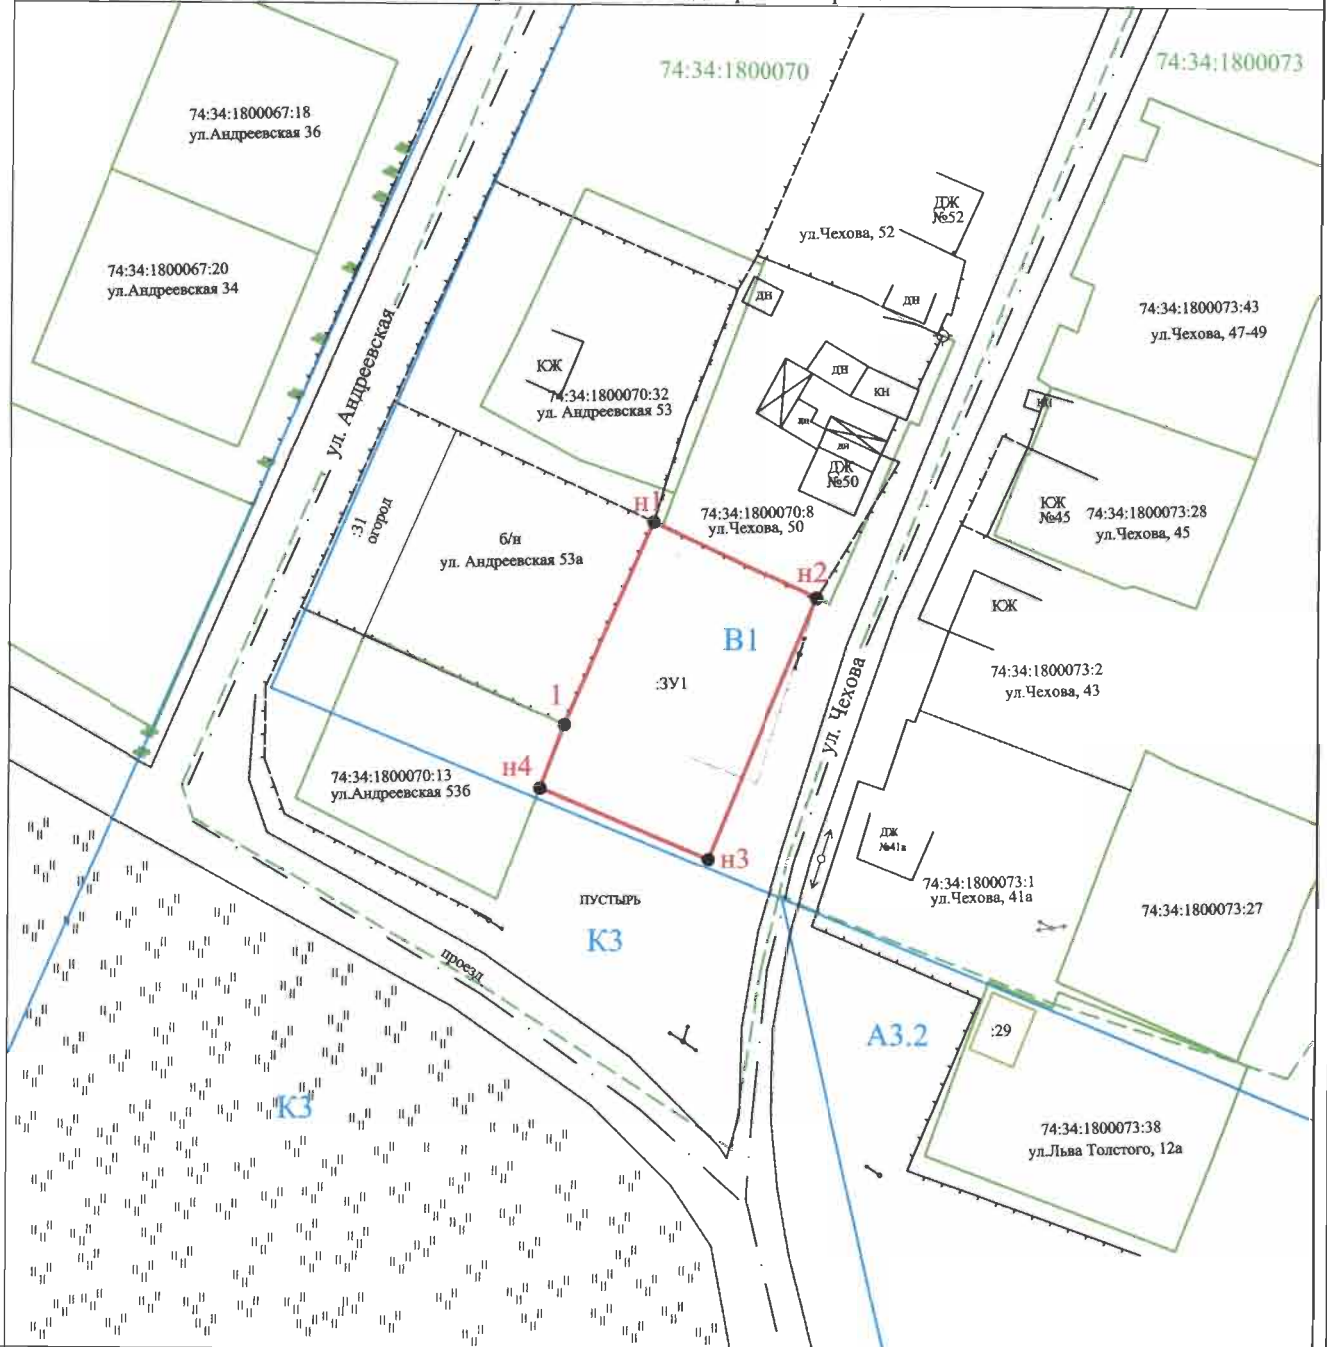 74:34:1800070
74:34:1800073
74:34:1800067:18
ул.Андреевская 36
ДЖ
№52
ул.Чехова, 52
74:34:1800067:20
ул.Андреевская 34
дн
дн
74:34:1800073:43
ул.Чехова, 47-49
ул. Андреевская
КЖ
74:34:1800070:32
ул. Андреевская 53
дн
кн
дн
дн
ДЖ
№50
КЖ
№45
74:34:1800073:28
ул.Чехова, 45
н1
74:34:1800070:8
ул.Чехова, 50
:31
огород
б/н
ул. Андреевская 53а
н2
КЖ
В1
:ЗУ1
74:34:1800073:2
ул.Чехова, 43
1
ул. Чехова
н4
74:34:1800070:13
ул.Андреевская 53б
н3
ДЖ
№41а
74:34:1800073:1
ул.Чехова, 41а
74:34:1800073:27
ПУСТЫРЬ
К3
проезд
А3.2
:29
К3
74:34:1800073:38
ул.Льва Толстого, 12а